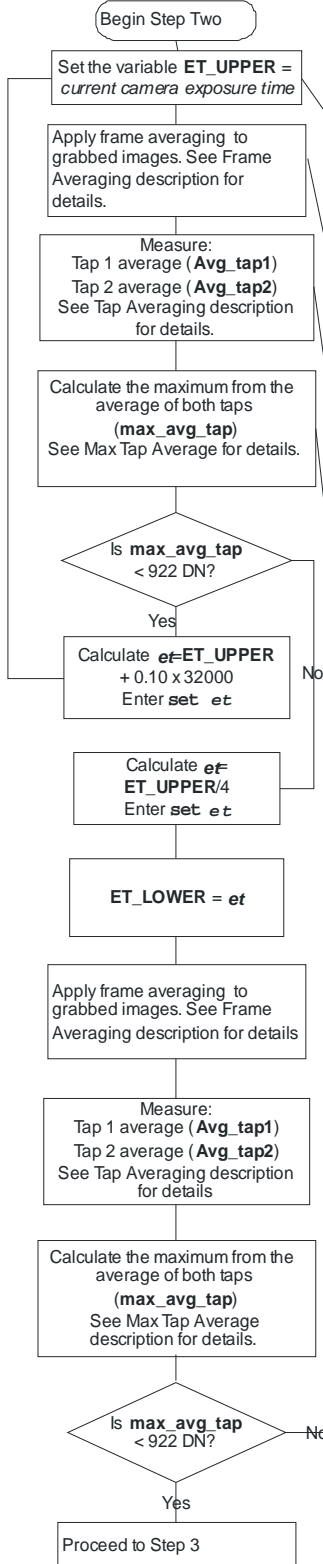 Begin Step Two
Set the variable ET_UPPER =
current camera exposure time
Apply frame averaging to
grabbed images. See Frame
Averaging description for
details.
Measure:
Tap 1 average (Avg_tap1)
Tap 2 average (Avg_tap2)
See Tap Averaging description
for details.
Calculate the maximum from the
average of both taps
(max_avg_tap)
See Max Tap Average for details.
Is max_avg_tap
< 922 DN?
Yes
No
Calculate et=ET_UPPER
+ 0.10 x 32000
Enter set et
Calculate et=
ET_UPPER/4
Enter set et
ET_LOWER = et
Apply frame averaging to
grabbed images. See Frame
Averaging description for details
Measure:
Tap 1 average (Avg_tap1)
Tap 2 average (Avg_tap2)
See Tap Averaging description
for details
Calculate the maximum from the
average of both taps
(max_avg_tap)
See Max Tap Average
description for details.
Is max_avg_tap
< 922 DN?
No
Yes
Proceed to Step 3